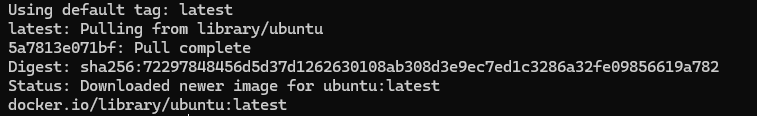 Using default tag: latest
latest: Pulling from library/ubuntu
5a7813e071bf: Pull complete
Digest: sha256:72297848456d5d37d1262630108ab308d3e9ec7ed1c3286a32fe09856619a782
Status: Downloaded newer image for ubuntu:latest
docker.io/library/ubuntu:latest